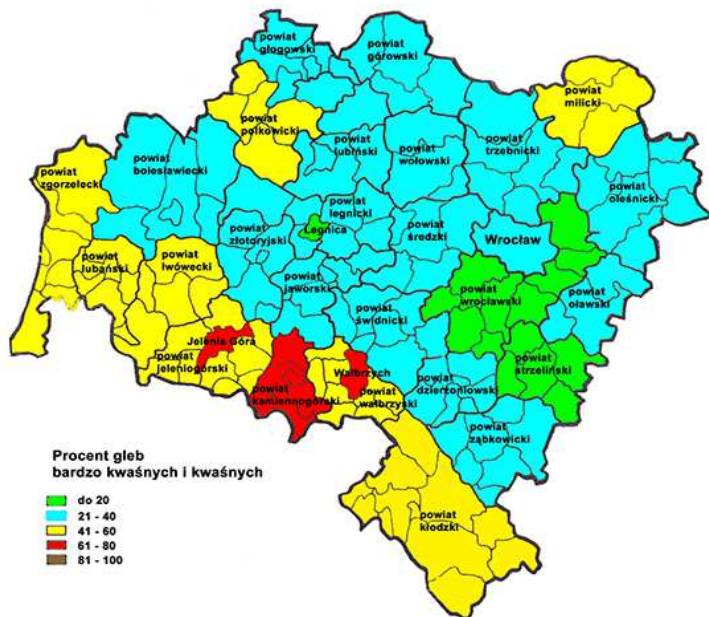 powiat
głogowski
powiat
górowski
powiat
milicki
powiat
polkowicki
powiat
lubiński
powiat
wołowski
powiat
trzebnicki
powiat
zgorzelecki
powiat
bolesławiecki
powiat
oleśnicki
powiat
legnicki
Legnica
powiat
złotoryjski
powiat
średzki
Wrocław
powiat
lubański
powiat
lwówecki
powiat
jaworski
powiat
wrocławski
powiat
oławski
powiat
świdnicki
Jelenia Góra
powiat
jeleniogórski
powiat
kamiennogórski
Wałbrzych
powiat
wałbrzyski
powiat
dzierżoniowski
powiat
strzeliński
powiat
ząbkowicki
powiat
kłodzki
Procent gleb
bardzo kwaśnych i kwaśnych
do 20
21 - 40
41 - 60
61 - 80
81 - 100